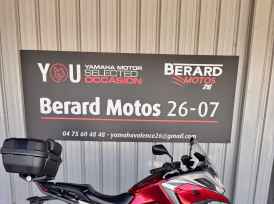 YOU
YAMAHA MOTOR
SELECTED
OCCASION
BERARD
MOTOS
26
Berard Motos 26-07
04 75 60 48 48 - yamahavalence26@gmail.com